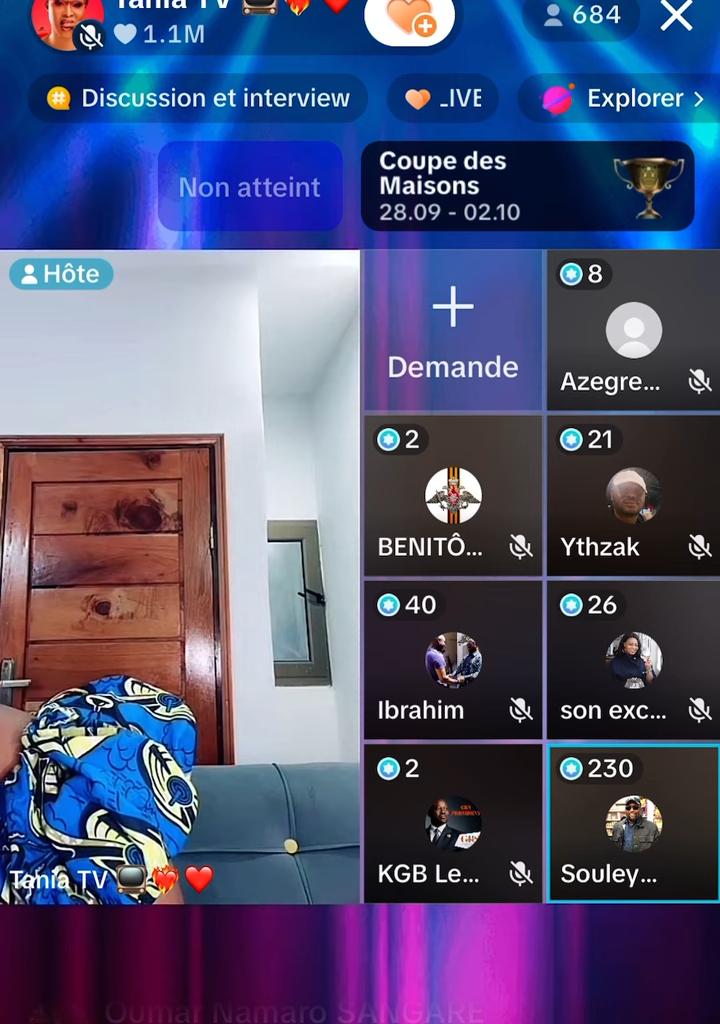 Tania TV
1.1M
684
Discussion et interview
LIVE
Explorer
Non atteint
Coupe des
Maisons
28.09 - 02.10
Hôte
Demande
8
Azegre...
2
BENITÔ...
21
Ythzak
40
Ibrahim
26
son exc...
2
KGB Le...
230
Souley...
Tania TV
Oumar Namaro SANGARE